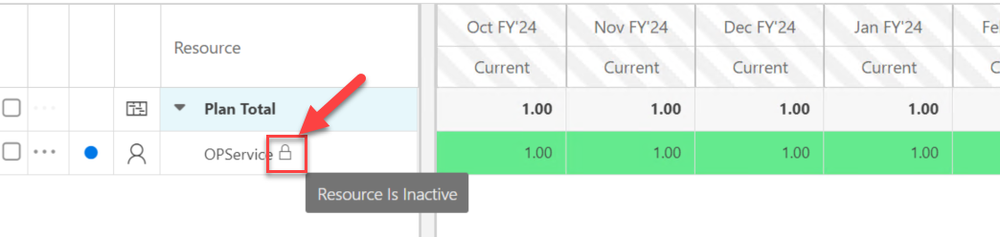 Resource
Oct FY'24 Nov FY'24 Dec FY'24 Jan FY'24 Fe
Current Current Current Current C
Plan Total 1.00 1.00 1.00 1.00
OPService 1.00 1.00 1.00 1.00
Resource Is Inactive